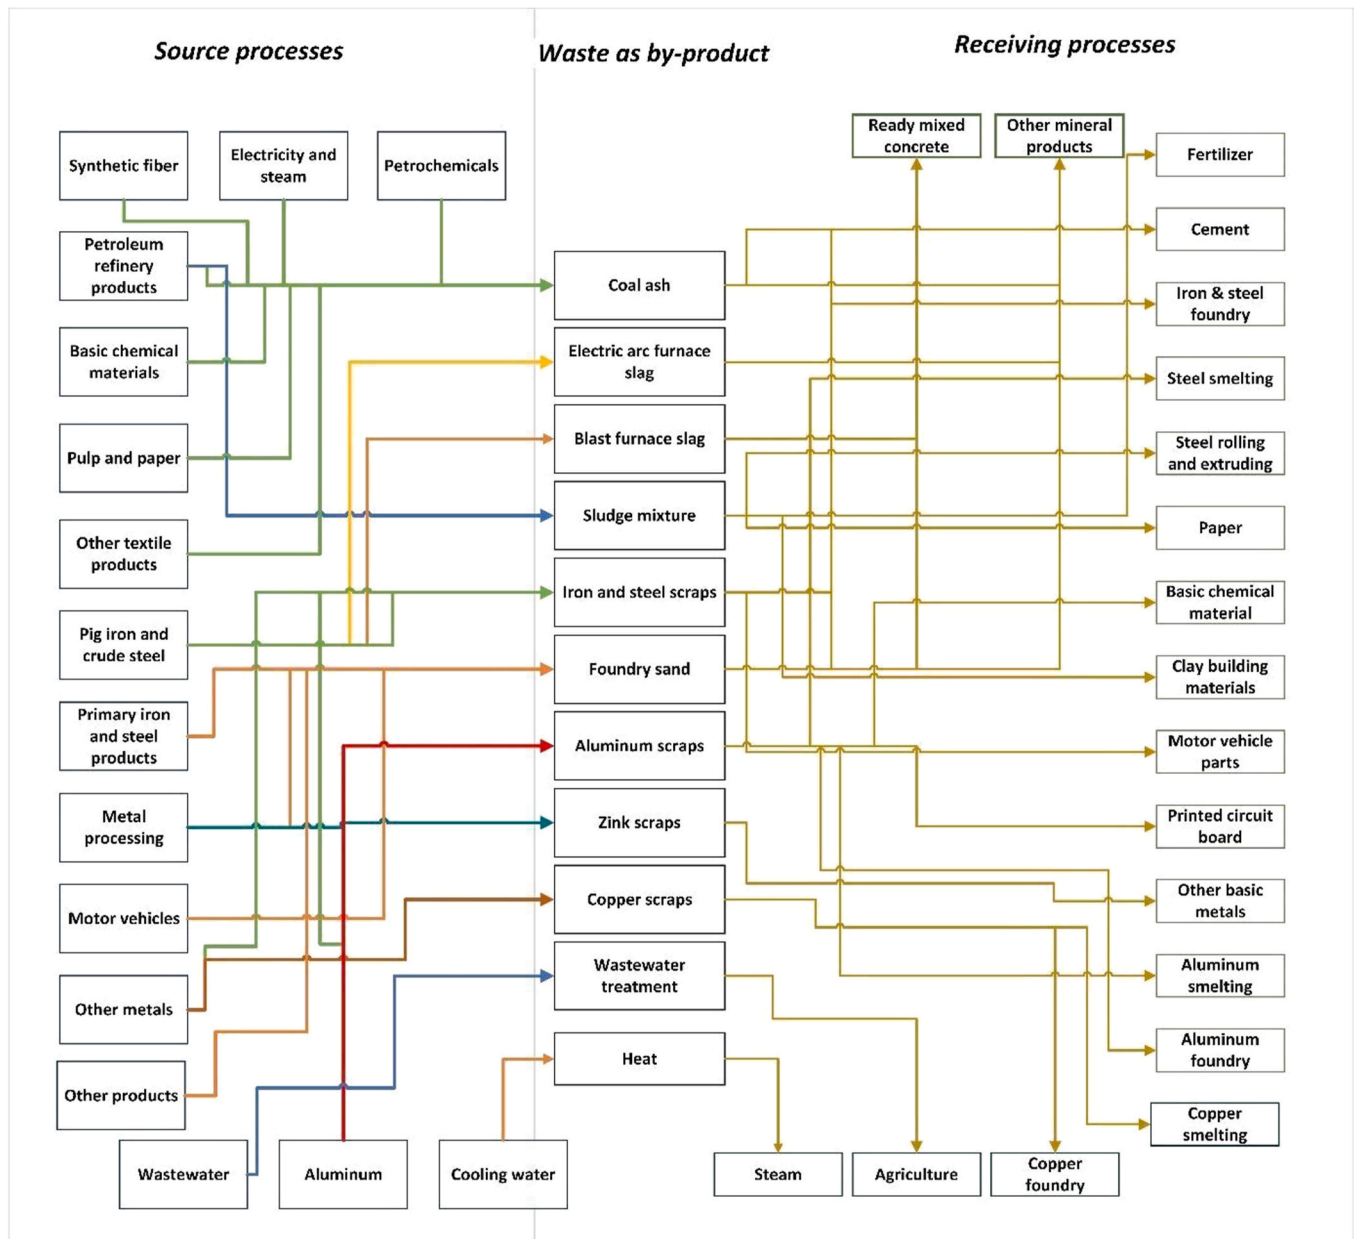 Source processes
Waste as by-product
Receiving processes
Synthetic fiber
Electricity and
steam
Petrochemicals
Petroleum
refinery
products
Basic chemical
materials
Pulp and paper
Other textile
products
Pig iron and
crude steel
Primary iron
and steel
products
Metal
processing
Motor vehicles
Other metals
Other products
Wastewater
Aluminum
Cooling water
Coal ash
Electric arc furnace
slag
Blast furnace slag
Sludge mixture
Iron and steel scraps
Foundry sand
Aluminum scraps
Zink scraps
Copper scraps
Wastewater
treatment
Heat
Ready mixed
concrete
Other mineral
products
Fertilizer
Cement
Iron & steel
foundry
Steel smelting
Steel rolling
and extruding
Paper
Basic chemical
material
Clay building
materials
Motor vehicle
parts
Printed circuit
board
Other basic
metals
Aluminum
smelting
Aluminum
foundry
Copper
smelting
Steam
Agriculture
Copper
foundry